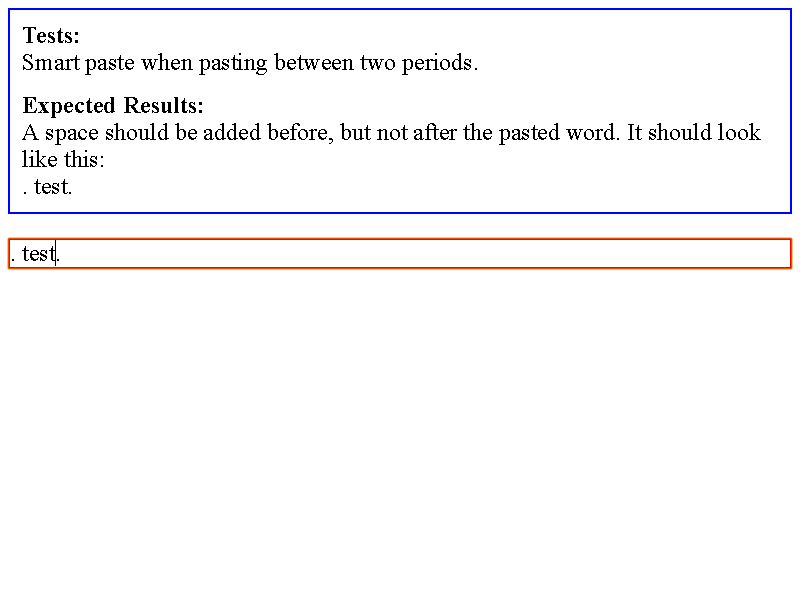 Tests:
Smart paste when pasting between two periods.
Expected Results:
A space should be added before, but not after the pasted word. It should look
like this:
. test.
. test.